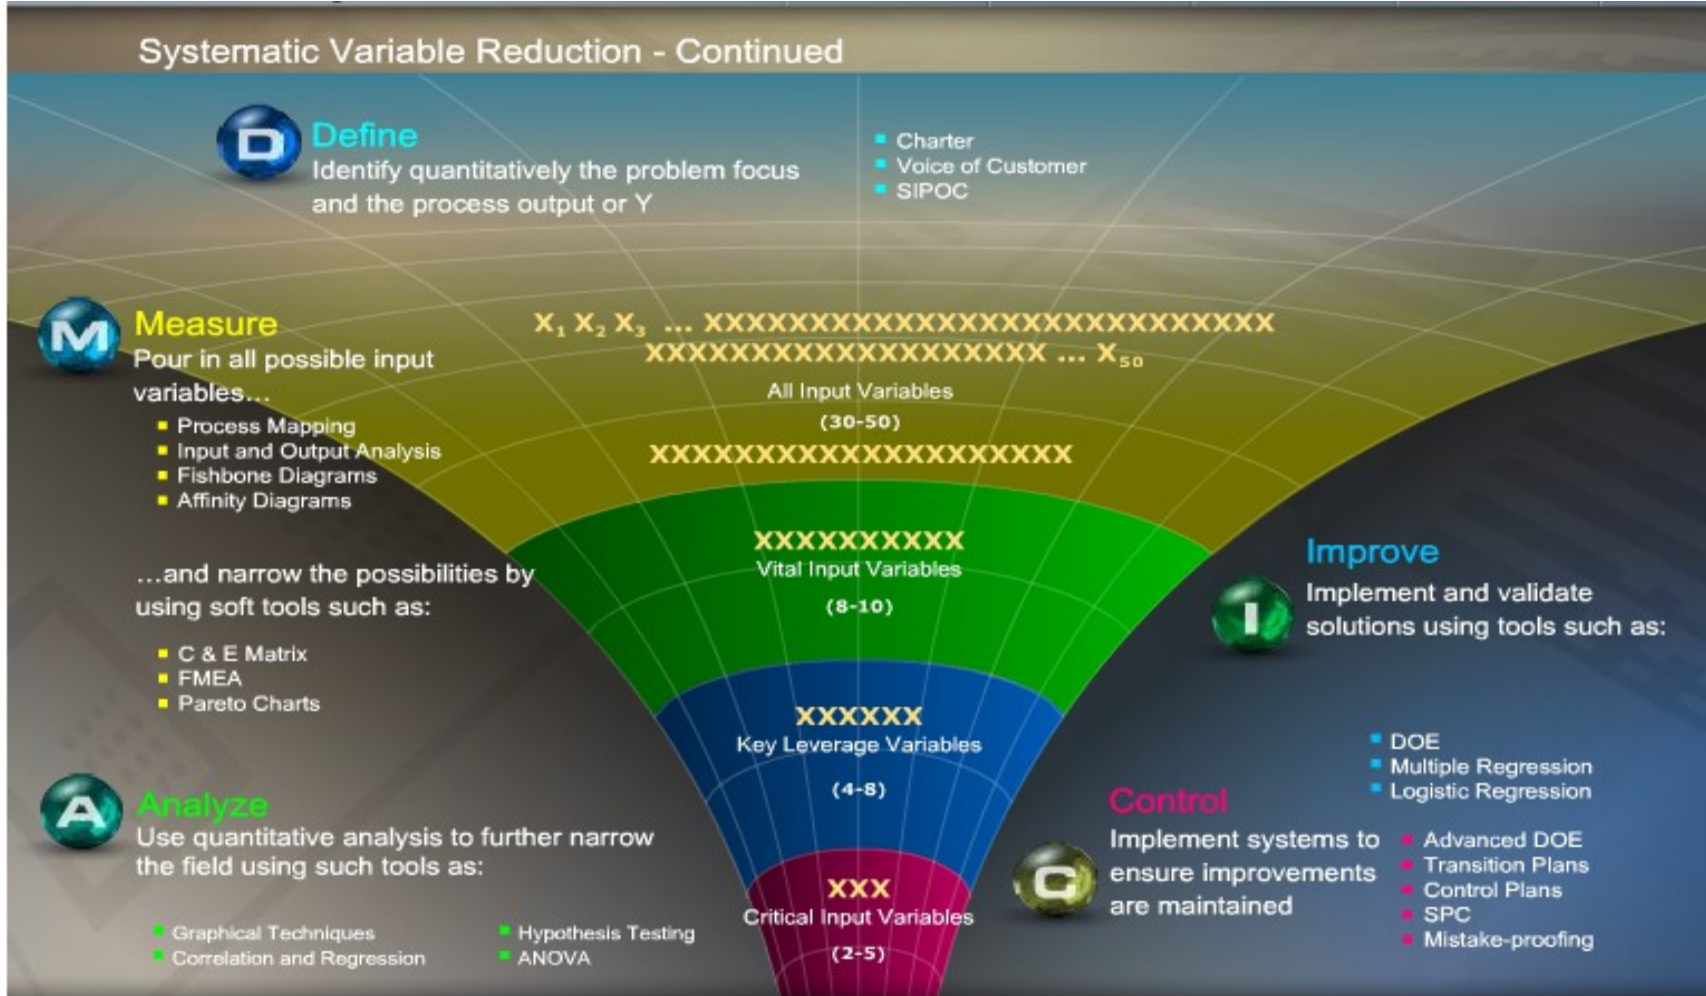 Systematic Variable Reduction - Continued
D
Define
Identify quantitatively the problem focus
and the process output or Y
Charter
Voice of Customer
SIPOC
M
Measure
Pour in all possible input
variables...
Process Mapping
Input and Output Analysis
Fishbone Diagrams
Affinity Diagrams
...and narrow the possibilities by
using soft tools such as:
C & E Matrix
FMEA
Pareto Charts
X1 X2 X3 ... XXXXXXXXXXXXXXXXXXXXXXXXXXX
XXXXXXXXXXXXXXXXXXX ... X50
All Input Variables
(30-50)
XXXXXXXXXXXXXXXXXXXX
XXXXXXXXXX
Vital Input Variables
(8-10)
XXXXXX
Key Leverage Variables
(4-8)
XXX
Critical Input Variables
(2-5)
A
Analyze
Use quantitative analysis to further narrow
the field using such tools as:
Graphical Techniques
Correlation and Regression
Hypothesis Testing
ANOVA
I
Improve
Implement and validate
solutions using tools such as:
DOE
Multiple Regression
Logistic Regression
C
Control
Implement systems to
ensure improvements
are maintained
Advanced DOE
Transition Plans
Control Plans
SPC
Mistake-proofing